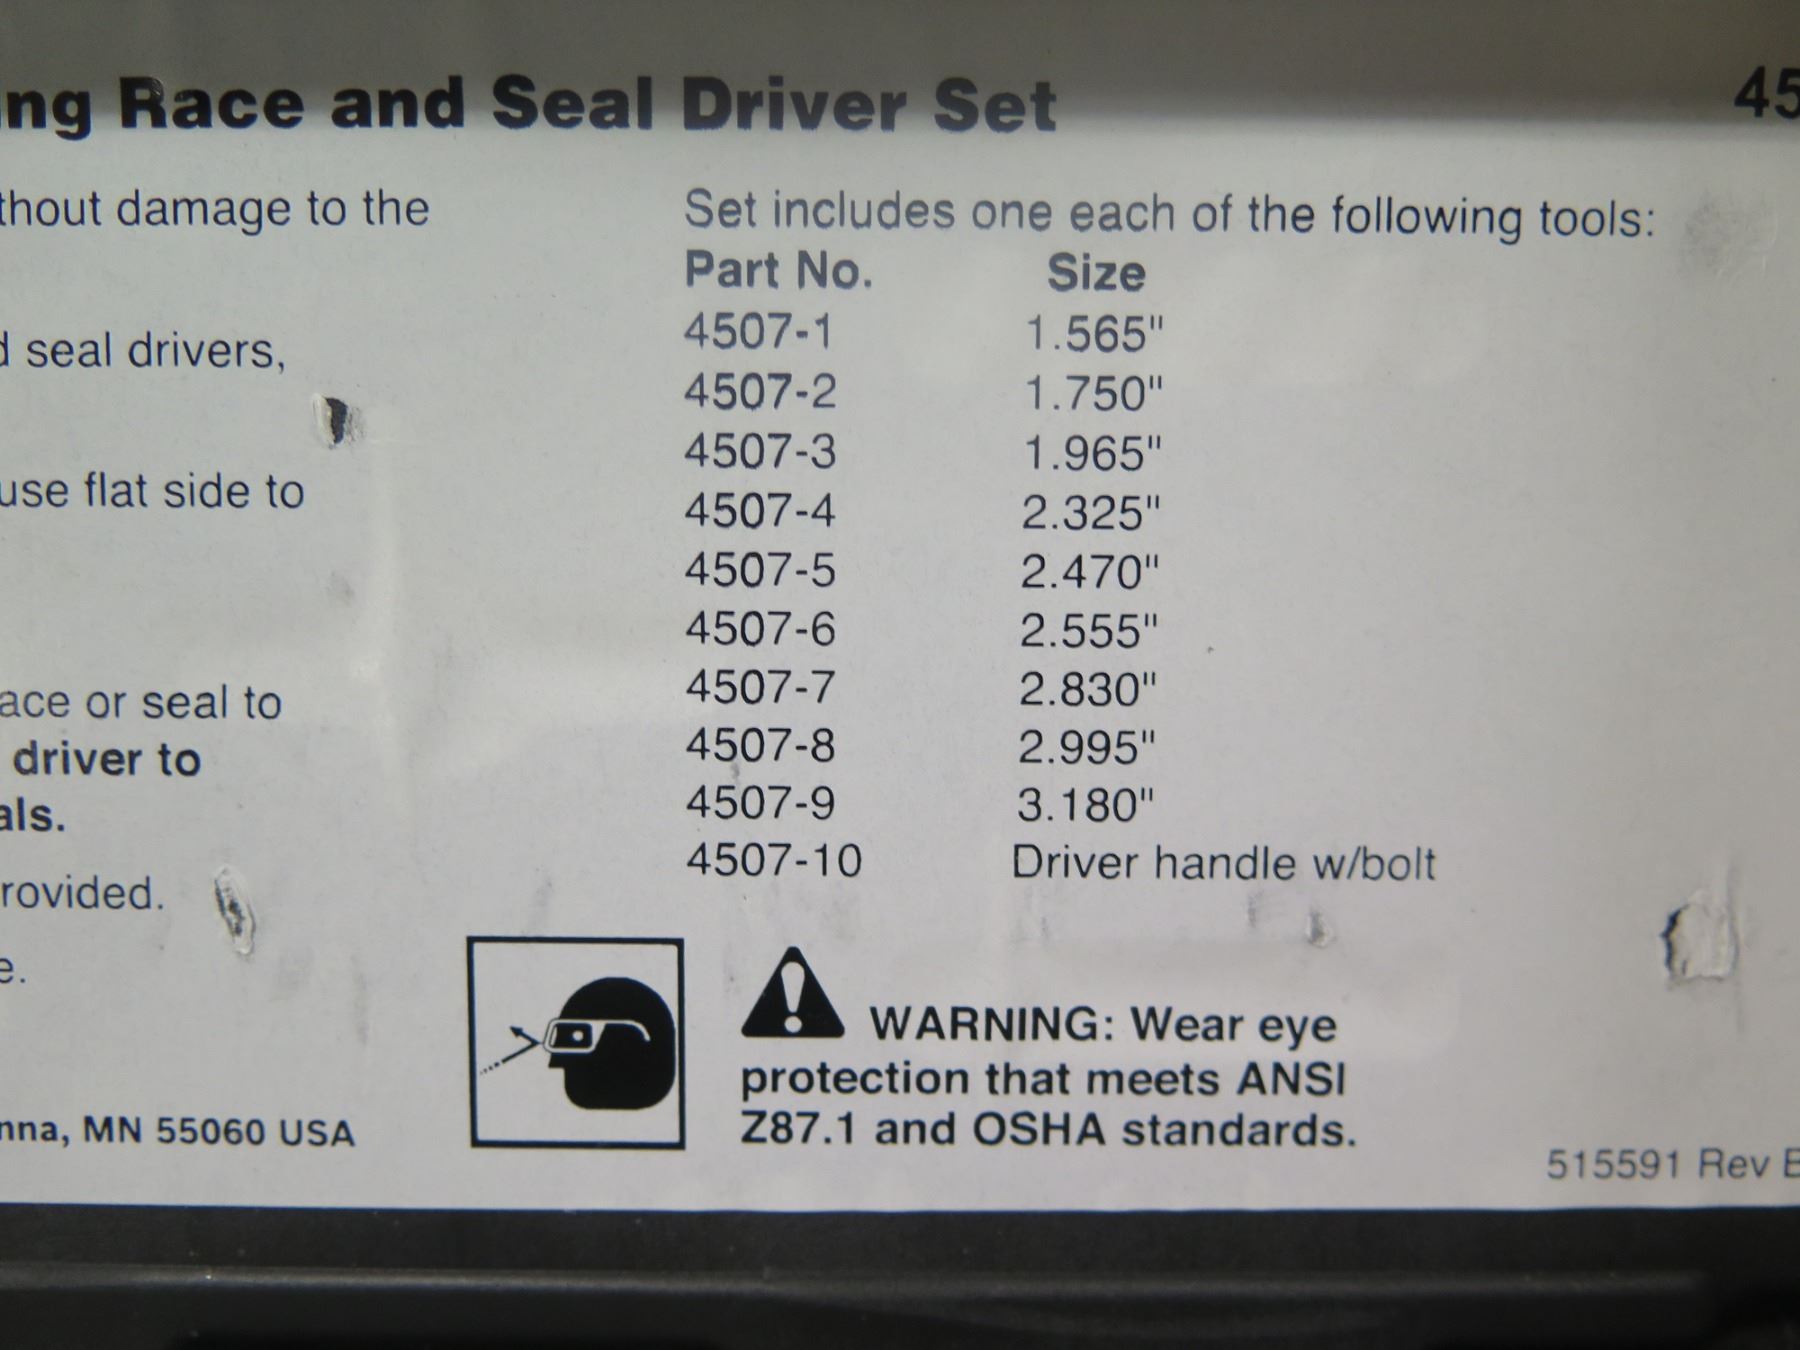 ng Race and Seal Driver Set 45
thout damage to the
seal drivers,
use flat side to
ace or seal to
driver to
als.
rovided.
e.
nna, MN 55060 USA
Set includes one each of the following tools:
Part No. Size
4507-1 1.565"
4507-2 1.750"
4507-3 1.965"
4507-4 2.325"
4507-5 2.470"
4507-6 2.555"
4507-7 2.830"
4507-8 2.995"
4507-9 3.180"
4507-10 Driver handle w/bolt
WARNING: Wear eye
protection that meets ANSI
Z87.1 and OSHA standards.
515591 Rev